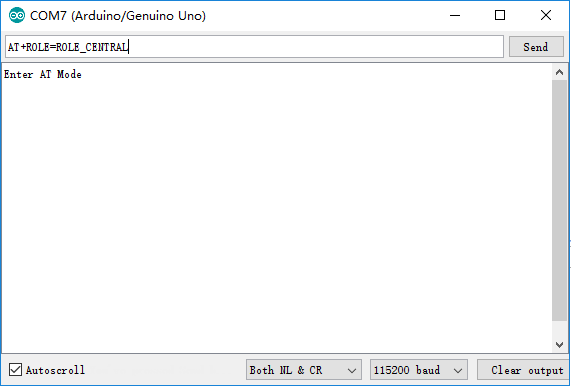 COM7 (Arduino/Genuino Uno)
AT+ROLE=ROLE_CENTRAL
Send
Enter AT Mode
Autoscroll
Both NL & CR
115200 baud
Clear output